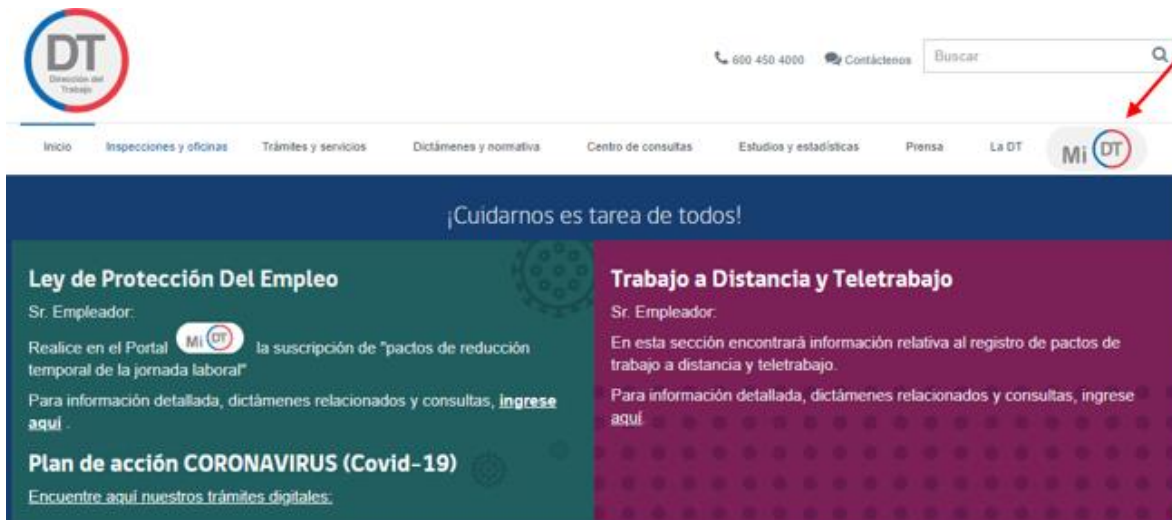 DT
Dirección del
Trabajo
600 450 4000 Contáctenos Buscar
Inicio Inspecciones y oficinas Trámites y servicios Dictámenes y normativa Centro de consultas Estudios y estadísticas Prensa La DT Mi DT
¡Cuidarnos es tarea de todos!
Ley de Protección Del Empleo
Sr. Empleador:
Realice en el Portal Mi DT la suscripción de "pactos de reducción
temporal de la jornada laboral"
Para información detallada, dictámenes relacionados y consultas, ingrese
aquí .
Plan de acción CORONAVIRUS (Covid-19)
Encuentre aquí nuestros trámites digitales:
Trabajo a Distancia y Teletrabajo
Sr. Empleador:
En esta sección encontrará información relativa al registro de pactos de
trabajo a distancia y teletrabajo.
Para información detallada, dictámenes relacionados y consultas, ingrese
aquí.